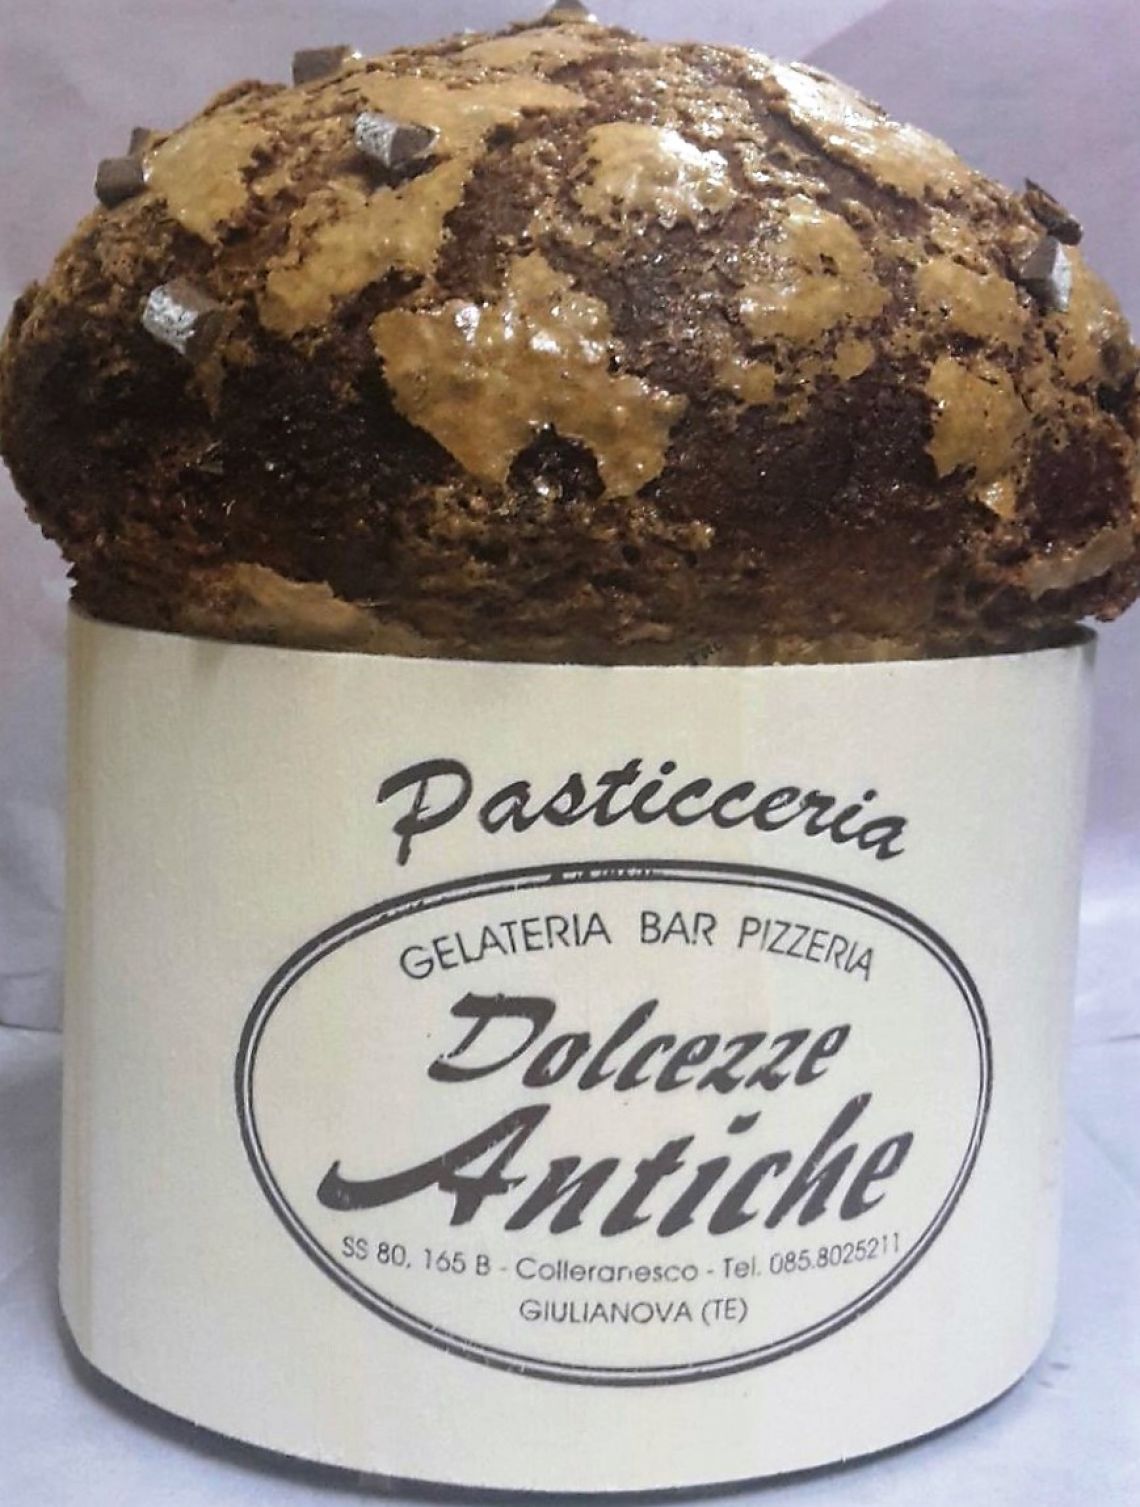 Pasticceria
GELATERIA BAR PIZZERIA
Dolcezze
Antiche
SS 80, 165 B - Colleranesco - Tel. 085.8025211
GIULIANOVA (TE)